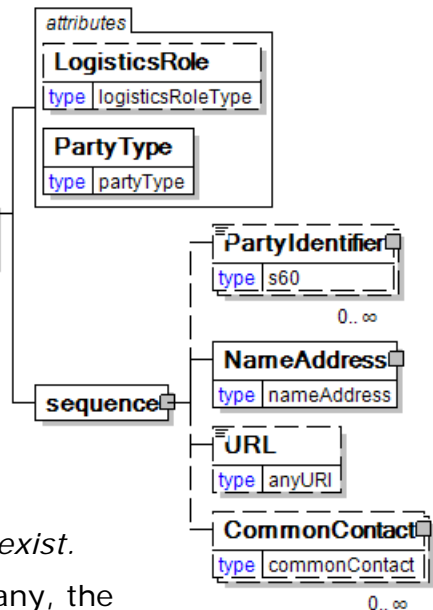 attributes
LogisticsRole
type logisticsRoleType
PartyType
type partyType
PartyIdentifier
type s60
0.. ∞
NameAddress
type nameAddress
sequence
URL
type anyURI
exist.
CommonContact
type commonContact
any, the
0.. ∞